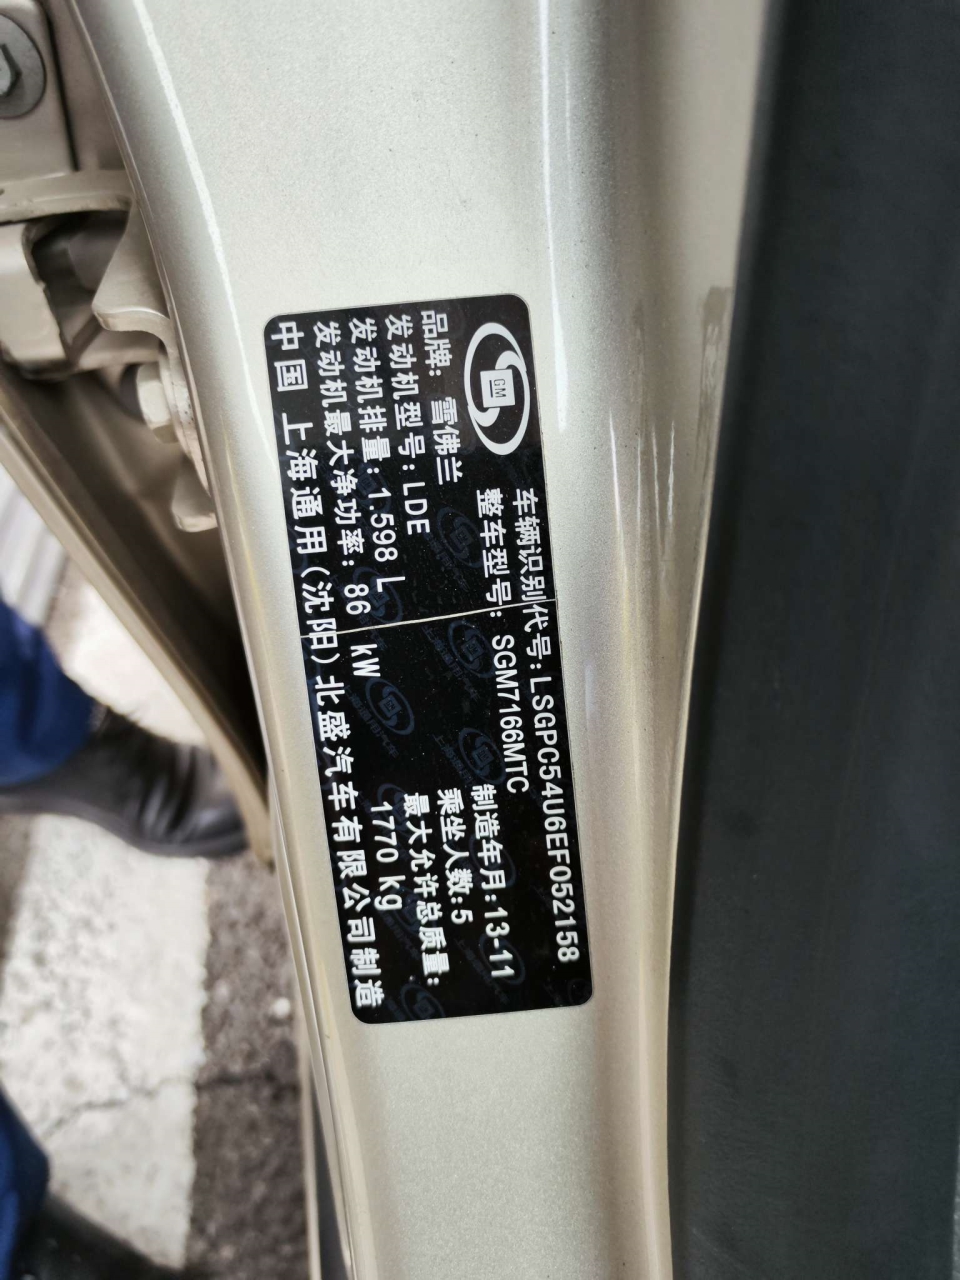 GM
车辆识别代号:LSGPC54U6EF052158
整车型号:SGM7166MTC
品牌:雪佛兰
制造年月:13-11
发动机型号:LDE
乘坐人数:5
发动机排量:1.598 L
最大允许总质量:
发动机最大净功率:86 kW
1770 kg
中国 上海通用(沈阳)北盛汽车有限公司制造